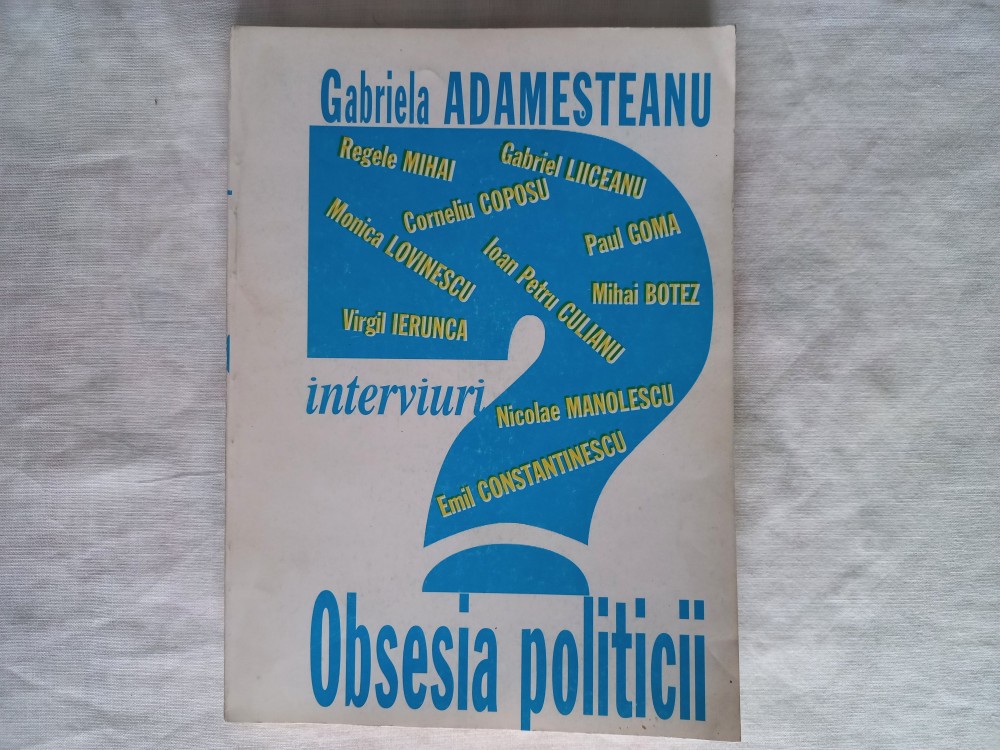 Gabriela ADAMEȘTEANU
Regele MIHAI
Gabriel LIICEANU
Corneliu COPOSU
Monica LOVINESCU
Paul GOMA
Ioan Petru CULIANU
Mihai BOTEZ
Virgil IERUNCA
interviuri
Nicolae MANOLESCU
Emil CONSTANTINESCU
Obsesia politicii